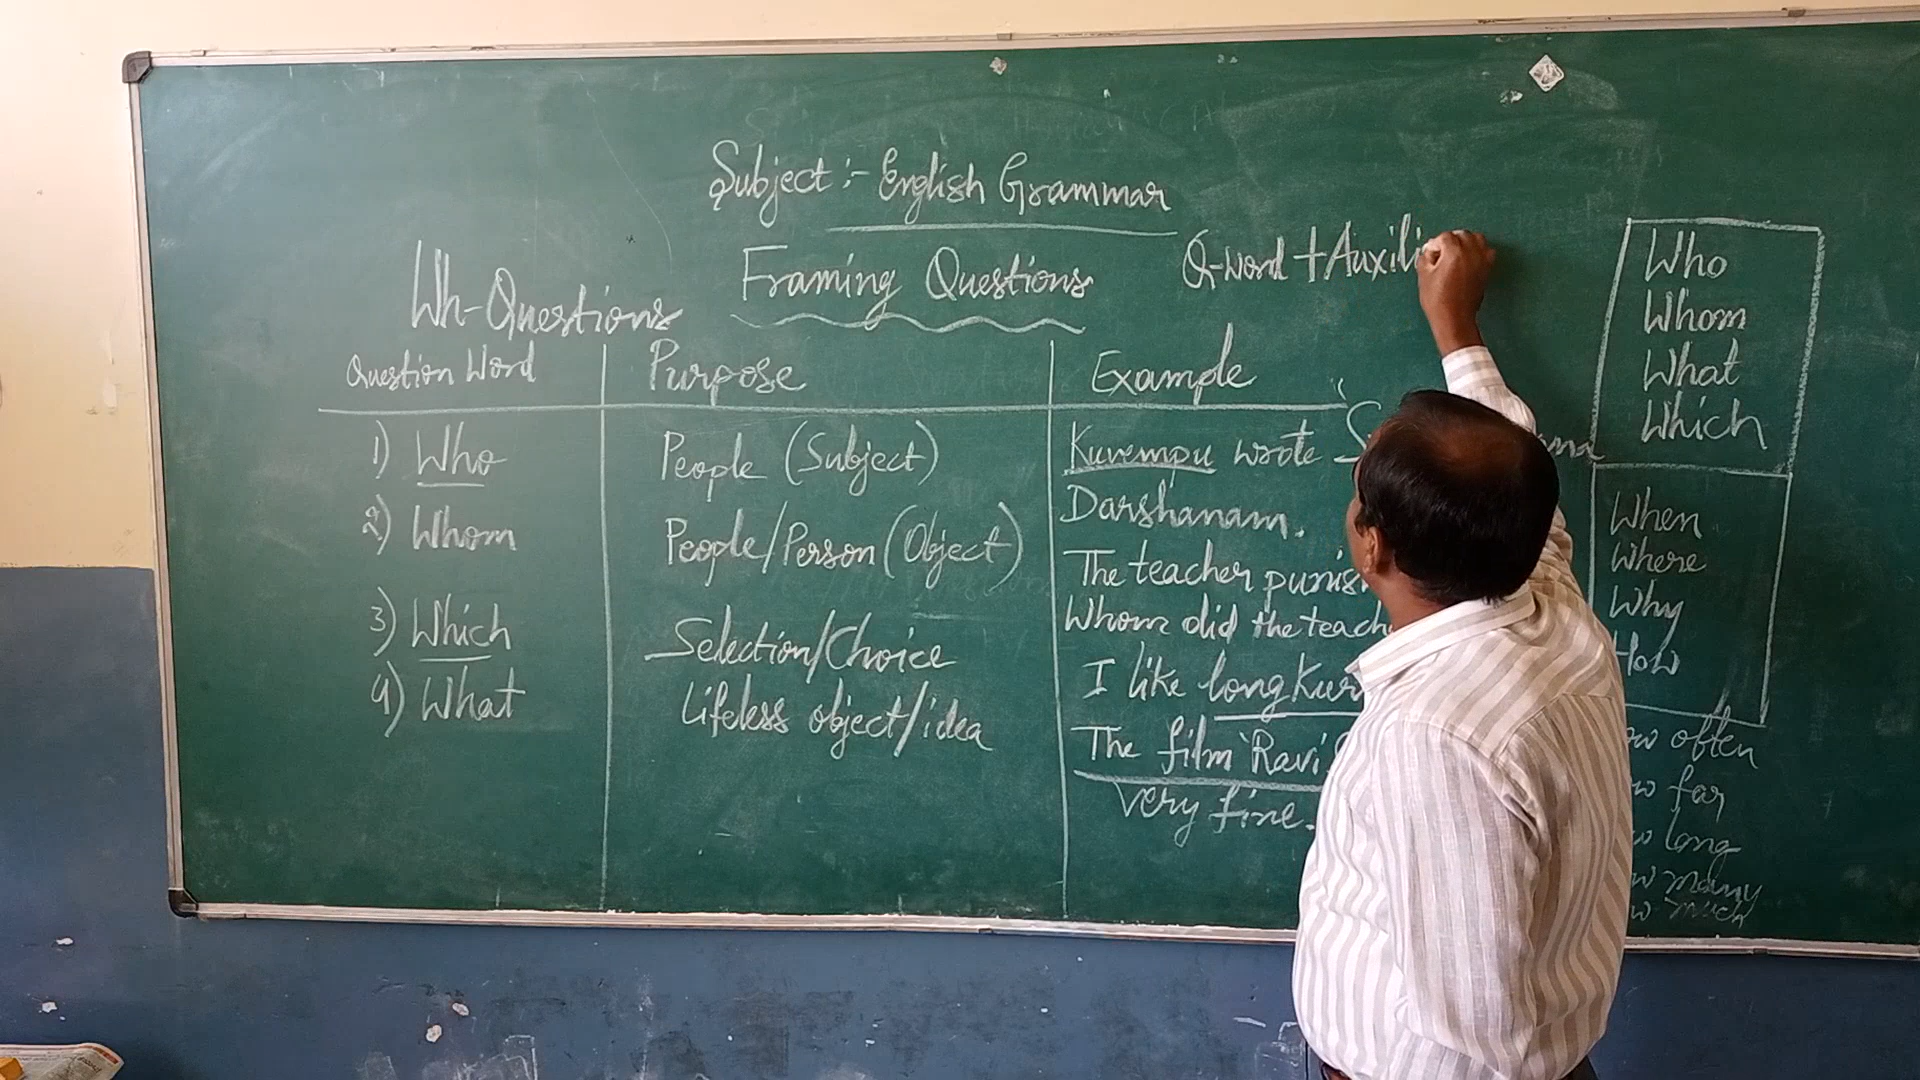 Subject :- English Grammar
Wh-Questions
Framing Questions
Q-word + Auxili
Question Word
Purpose
Example
1) Who
People (Subject)
Kuvempu wrote
Darshanam.
2) Whom
People/Person (Object)
The teacher punis
Whom did the teach
3) Which
Selection/Choice
I like long Kur
4) What
Lifeless object/idea
The film 'Ravi'
very fine.
Who
Whom
What
Which
When
Where
Why
How
ow often
w far
w long
w many
w much